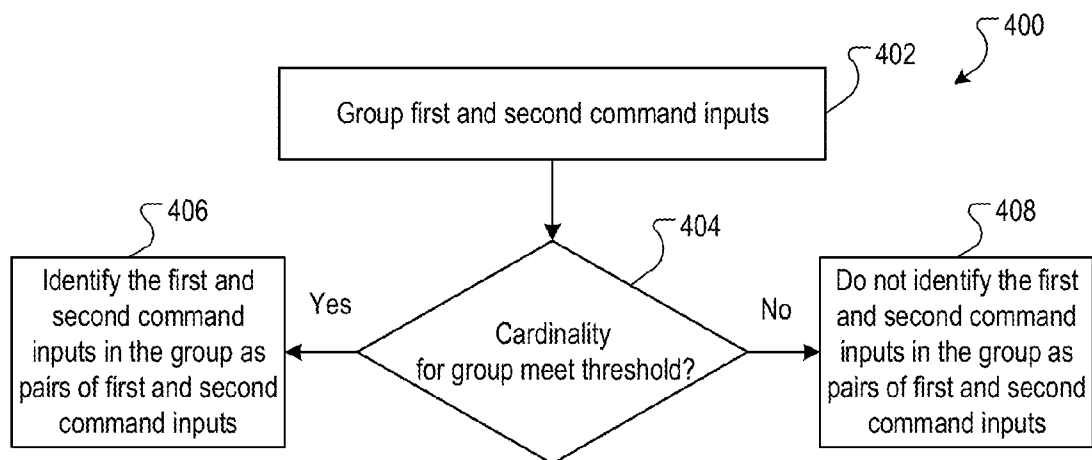 400
402
Group first and second command inputs
406
404
408
Identify the first and
second command
inputs in the group as
pairs of first and second
command inputs
Yes
Cardinality
for group meet threshold?
No
Do not identify the first
and second command
inputs in the group as
pairs of first and second
command inputs